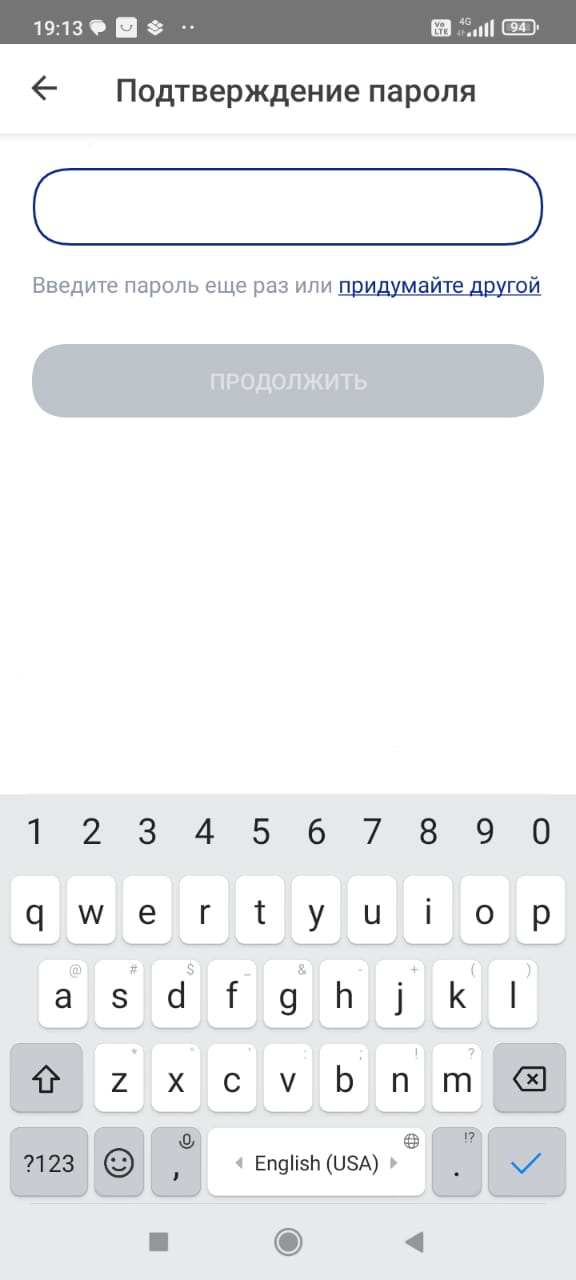 19:13 4G 94
Подтверждение пароля
Введите пароль еще раз или придумайте другой
ПРОДОЛЖИТЬ
1 2 3 4 5 6 7 8 9 0
q w e r t y u i o p
@ # $ _ & - + ( )
a s d f g h j k l
* " ' : ; ! ?
z x c v b n m
!?
?123 , English (USA) .